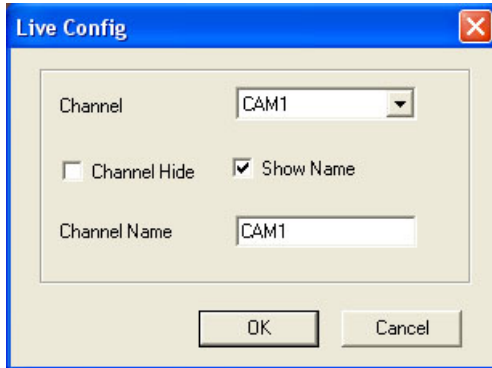 Live Config
Channel CAM1
Channel Hide Show Name
Channel Name CAM1
OK Cancel